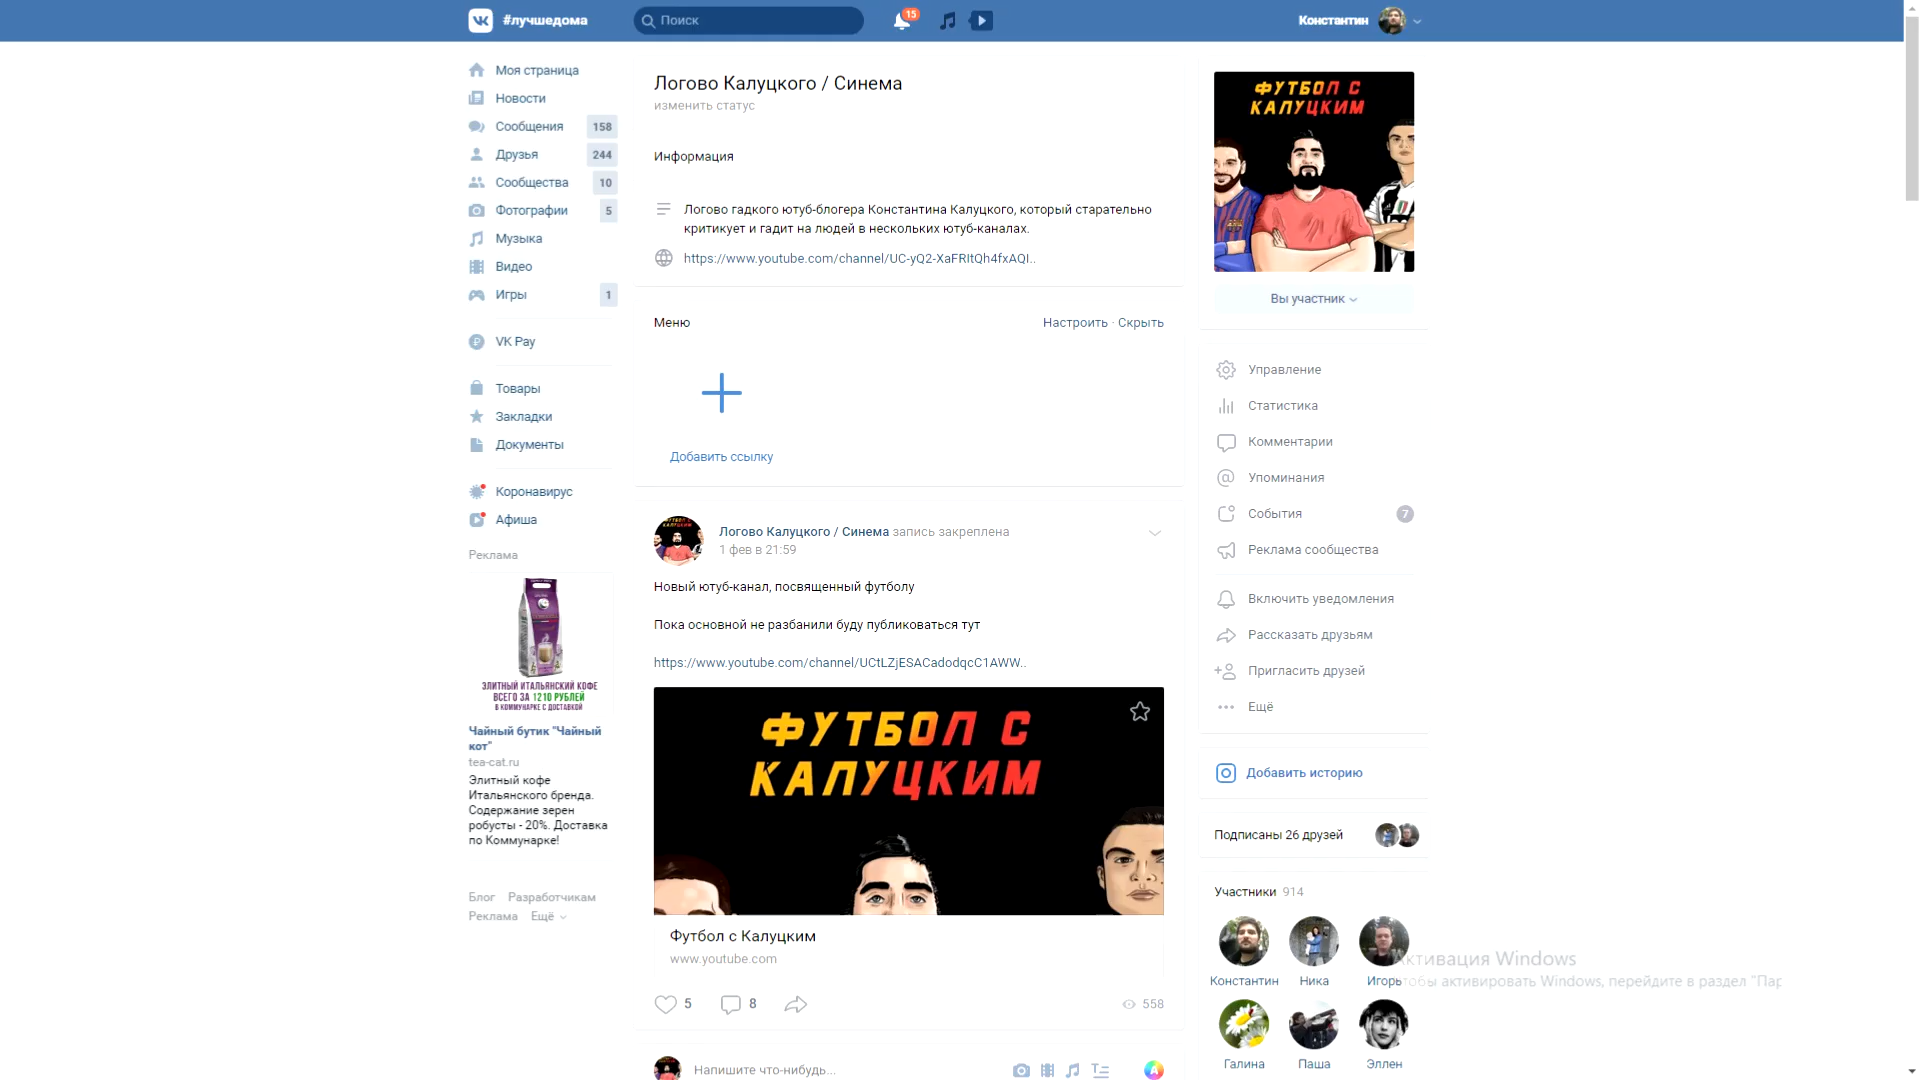 #лучшедома
Поиск
15
Константин
Моя страница
Новости
Сообщения 158
Друзья 244
Сообщества 10
Фотографии 5
Музыка
Видео
Игры 1
VK Pay
Товары
Закладки
Документы
Коронавирус
Афиша
Реклама
ЭЛИТНЫЙ ИТАЛЬЯНСКИЙ КОФЕ
ВСЕГО ЗА 1210 РУБЛЕЙ
В КОММУНАРКЕ С ДОСТАВКОЙ
Чайный бутик "Чайный
кот"
tea-cat.ru
Элитный кофе
Итальянского бренда.
Содержание зерен
робусты - 20%. Доставка
по Коммунарке!
Блог Разработчикам
Реклама Ещё
Логово Калуцкого / Синема
изменить статус
Информация
Логово гадкого ютуб-блогера Константина Калуцкого, который старательно
критикует и гадит на людей в нескольких ютуб-каналах.
https://www.youtube.com/channel/UC-yQ2-XaFRItQh4fxAQI..
Меню
Настроить · Скрыть
Добавить ссылку
Логово Калуцкого / Синема запись закреплена
1 фев в 21:59
Новый ютуб-канал, посвященный футболу
Пока основной не разбанили буду публиковаться тут
https://www.youtube.com/channel/UCtLZjESACadodqcC1AWW..
ФУТБОЛ С
КАЛУЦКИМ
Футбол с Калуцким
www.youtube.com
5 8
558
Напишите что-нибудь...
ФУТБОЛ С
КАЛУЦКИМ
Вы участник
Управление
Статистика
Комментарии
Упоминания
События 7
Реклама сообщества
Включить уведомления
Рассказать друзьям
Пригласить друзей
Ещё
Добавить историю
Подписаны 26 друзей
Участники 914
Константин Ника Игорь
Галина Паша Эллен
Активация Windows
Чтобы активировать Windows, перейдите в раздел "Пар